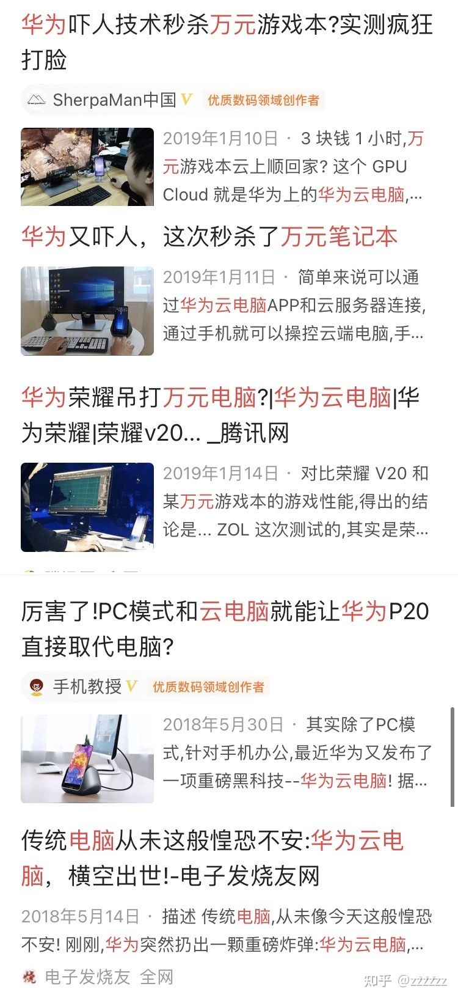 华为吓人技术秒杀万元游戏本?实测疯狂
打脸
SherpaMan中国 V 优质数码领域创作者
2019年1月10日 · 3 块钱 1 小时,万
元游戏本云上顺回家? 这个 GPU
Cloud 就是华为上的华为云电脑,...
华为又吓人，这次秒杀了万元笔记本
2019年1月11日 · 简单来说可以通
过华为云电脑APP和云服务器连接,
通过手机就可以操控云端电脑,手...
华为荣耀吊打万元电脑?|华为云电脑|华
为荣耀|荣耀v20... _腾讯网
2019年1月14日 · 对比荣耀 V20 和
某万元游戏本的游戏性能,得出的结
论是... ZOL 这次测试的,其实是荣...
厉害了!PC模式和云电脑就能让华为P20
直接取代电脑?
手机教授 V 优质数码领域创作者
2018年5月30日 · 其实除了PC模
式,针对手机办公,最近华为又发布了
一项重磅黑科技--华为云电脑! 据...
传统电脑从未这般惶恐不安:华为云电
脑，横空出世!-电子发烧友网
2018年5月14日 · 描述 传统电脑,从未像今天这般惶恐
不安! 刚刚,华为突然扔出一颗重磅炸弹:华为云电脑,...
烧 电子发烧友 全网
知乎 @zzzzzz